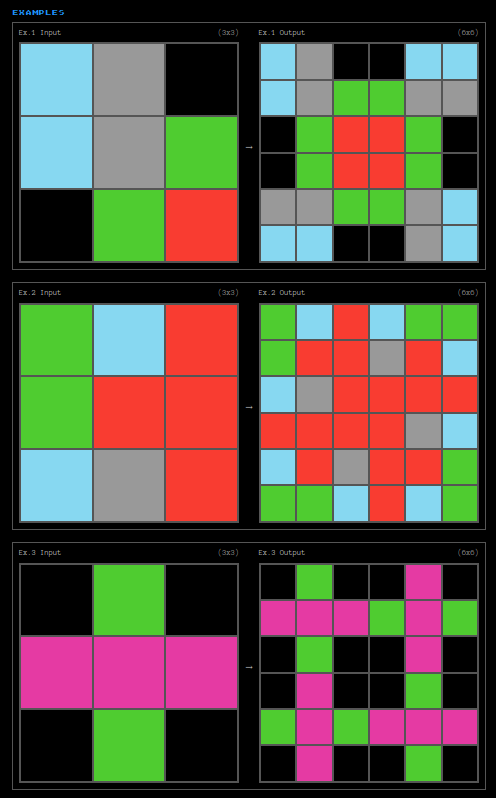 EXAMPLES
Ex.1 Input (3x3) Ex.1 Output (6x6)
→
Ex.2 Input (3x3) Ex.2 Output (6x6)
→
Ex.3 Input (3x3) Ex.3 Output (6x6)
→